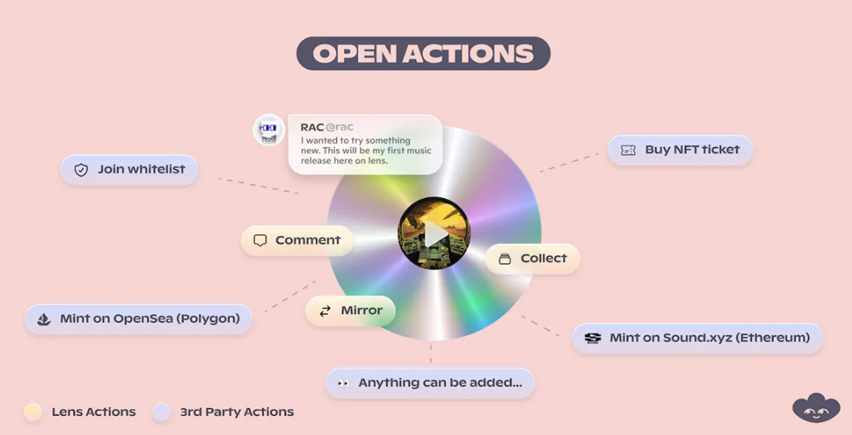 OPEN ACTIONS
RAC @rac
I wanted to try something
new. This will be my first music
release here on lens.
Join whitelist
Buy NFT ticket
Comment
Collect
Mint on OpenSea (Polygon)
Mirror
Mint on Sound.xyz (Ethereum)
Anything can be added...
Lens Actions
3rd Party Actions